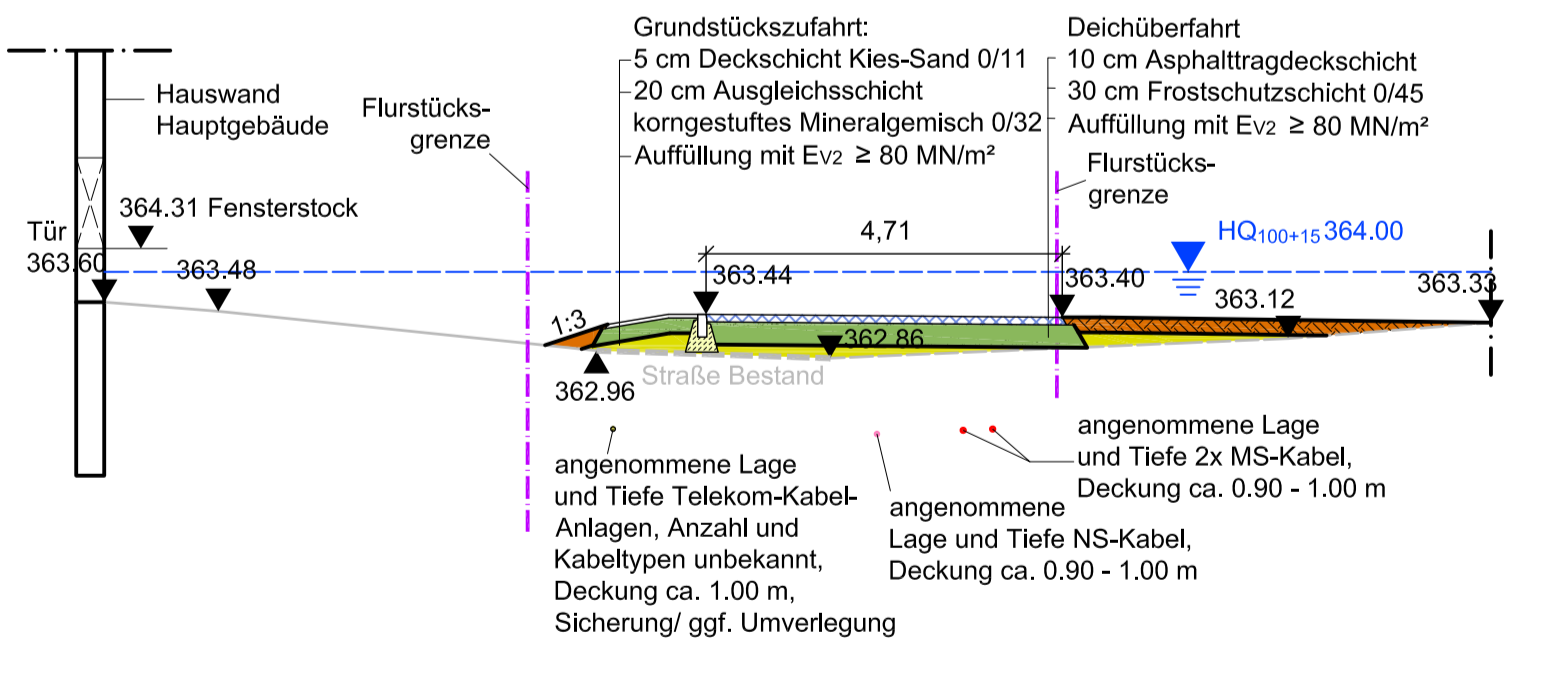 Grundstückszufahrt:
5 cm Deckschicht Kies-Sand 0/11
20 cm Ausgleichsschicht
korngestuftes Mineralgemisch 0/32
Auffüllung mit EV2 ≥ 80 MN/m²
Deichüberfahrt
10 cm Asphalttragdeckschicht
30 cm Frostschutzschicht 0/45
Auffüllung mit EV2 ≥ 80 MN/m²
Hauswand
Hauptgebäude
Flurstücks-
grenze
Flurstücks-
grenze
364.31 Fensterstock
Tür
363.60
363.48
4,71
HQ100+15 364.00
363.44
363.40
363.12
363.33
1:3
362.86
Straße Bestand
362.96
angenommene Lage
und Tiefe Telekom-Kabel-
Anlagen, Anzahl und
Kabeltypen unbekannt,
Deckung ca. 1.00 m,
Sicherung/ ggf. Umverlegung
angenommene
Lage und Tiefe NS-Kabel,
Deckung ca. 0.90 - 1.00 m
angenommene Lage
und Tiefe 2x MS-Kabel,
Deckung ca. 0.90 - 1.00 m